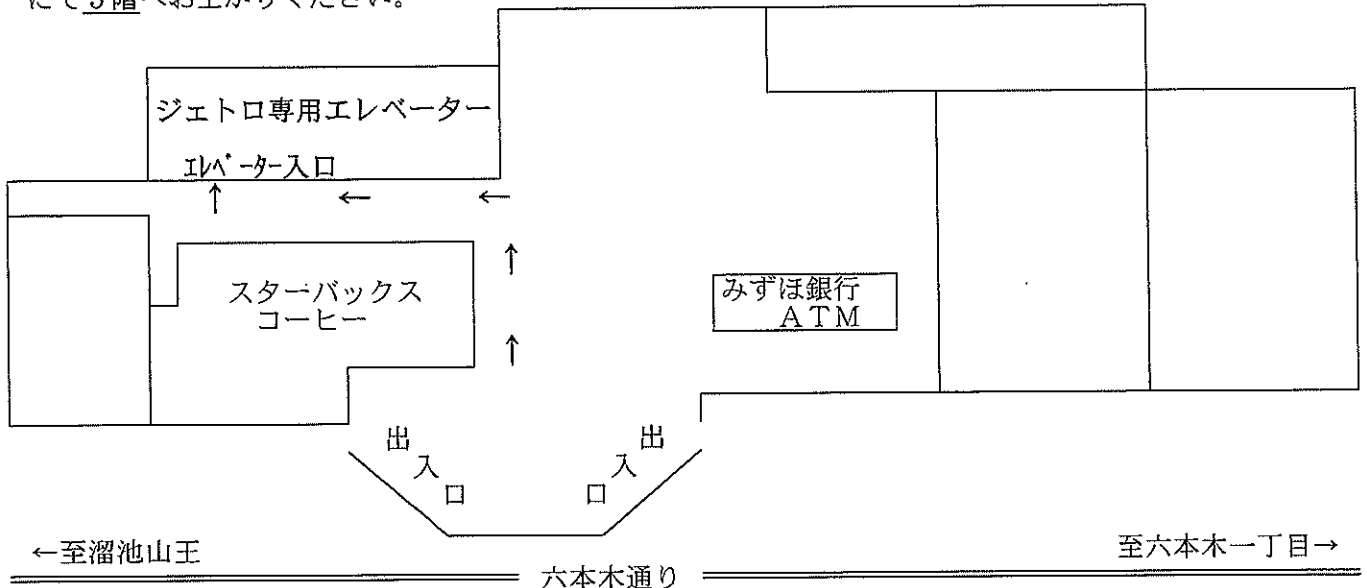 にて5階へお上がりください。
ジェトロ専用エレベーター
エレベーター入口
↑ ← ←
↑
スターバックス
コーヒー
みずほ銀行
ATM
↑
出入口
出入口
←至溜池山王
至六本木一丁目→
六本木通り